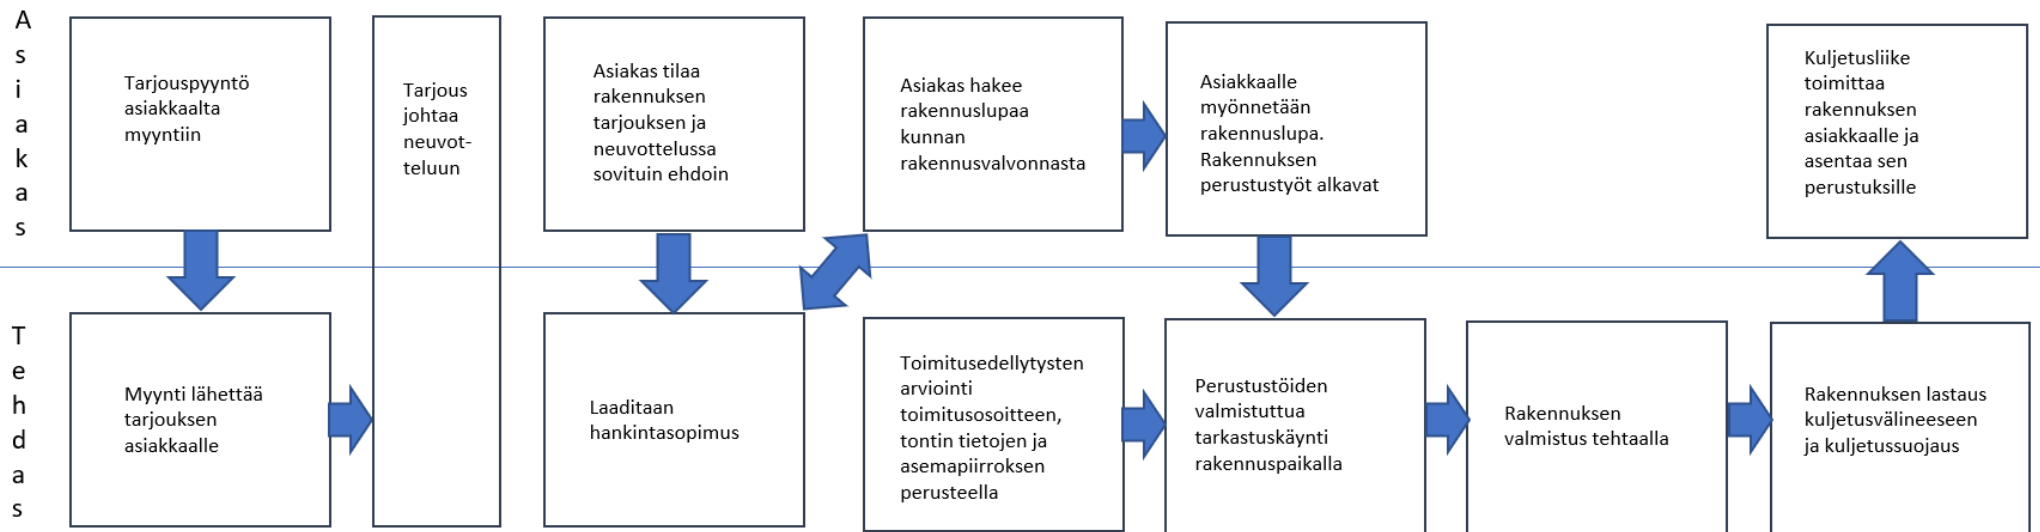 Asiakas
Tarjouspyyntö
asiakkaalta
myyntiin
Tarjous
johtaa
neuvot-
teluun
Asiakas tilaa
rakennuksen
tarjouksen ja
neuvottelussa
sovituin ehdoin
Asiakas hakee
rakennuslupaa
kunnan
rakennusvalvonnasta
Asiakkaalle
myönnetään
rakennuslupa.
Rakennuksen
perustustyöt alkavat
Kuljetusliike
toimittaa
rakennuksen
asiakkaalle ja
asentaa sen
perustuksille
Tehdas
Myynti lähettää
tarjouksen
asiakkaalle
Laaditaan
hankintasopimus
Toimitusedellytysten
arviointi
toimitusosoitteen,
tontin tietojen ja
asemapiirroksen
perusteella
Perustustöiden
valmistuttua
tarkastuskäynti
rakennuspaikalla
Rakennuksen
valmistus tehtaalla
Rakennuksen lastaus
kuljetusvälineeseen
ja kuljetussuojaus